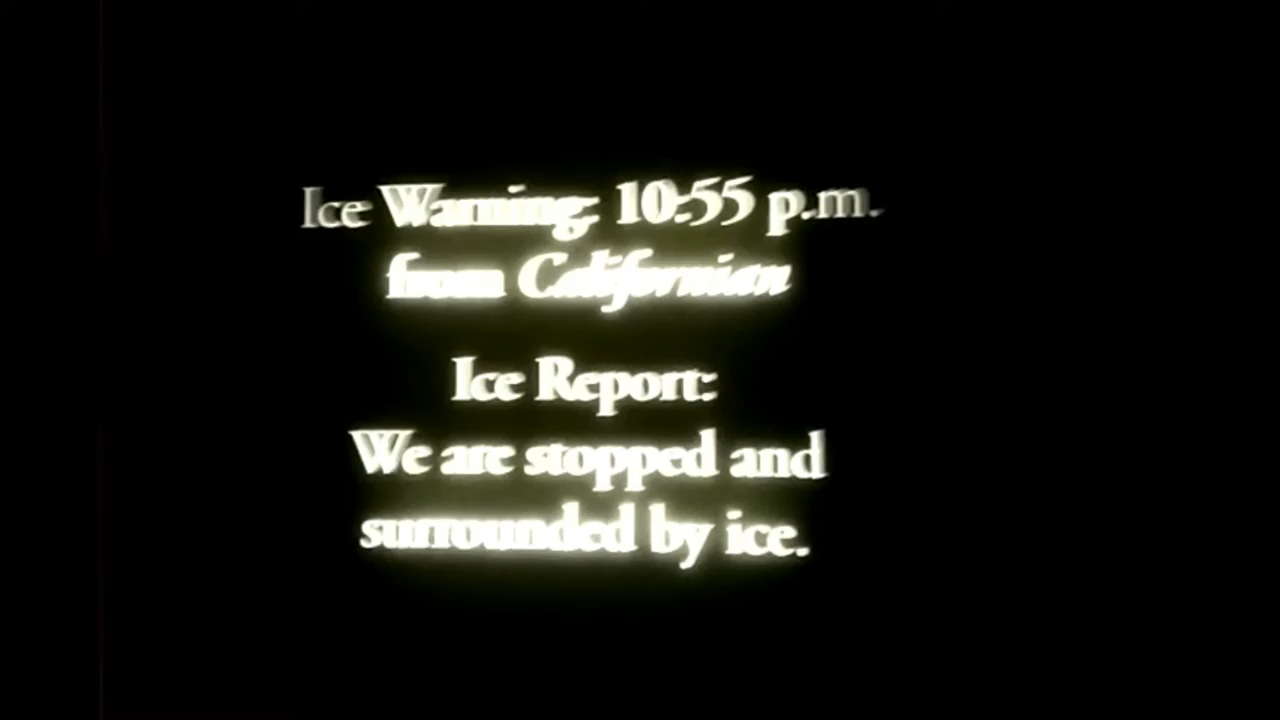 Ice Warning: 10:55 p.m.
from Californian
Ice Report:
We are stopped and
surrounded by ice.